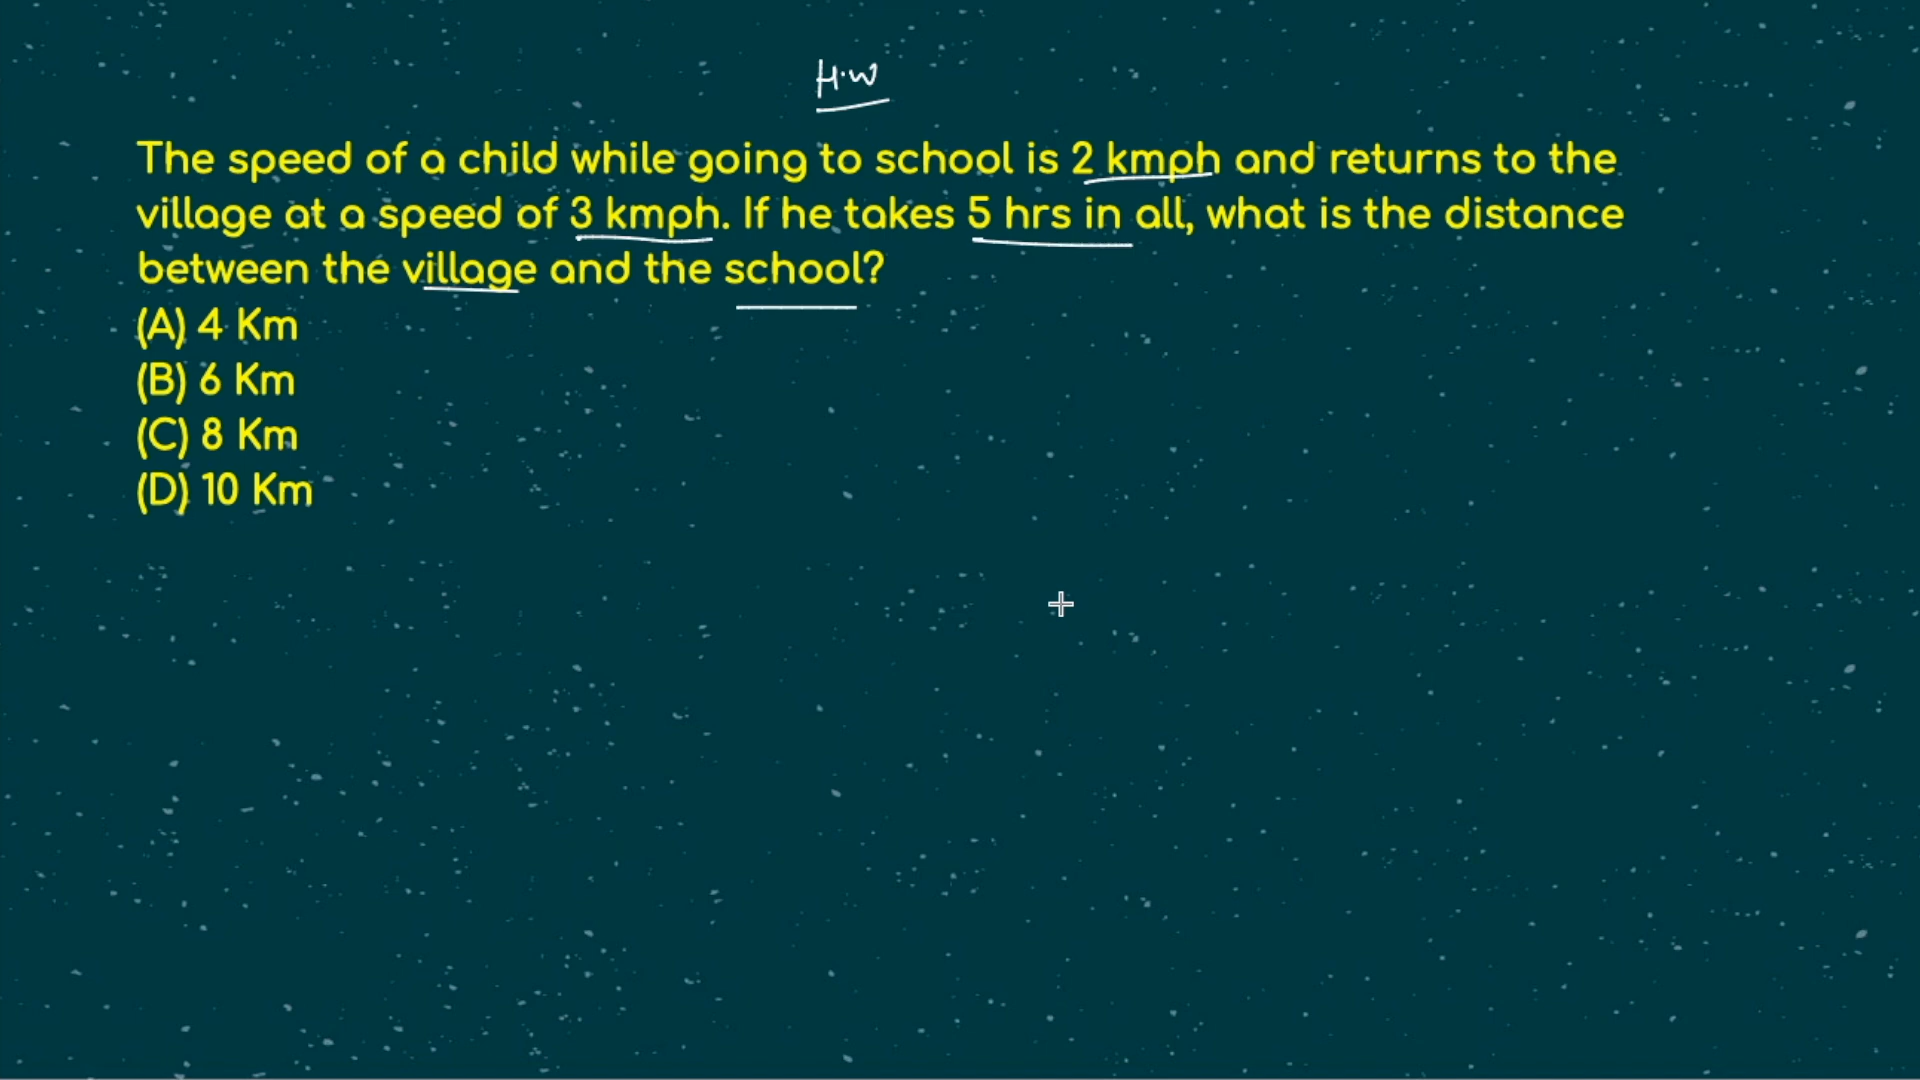 H.W
The speed of a child while going to school is 2 kmph and returns to the
village at a speed of 3 kmph. If he takes 5 hrs in all, what is the distance
between the village and the school?
(A) 4 Km
(B) 6 Km
(C) 8 Km
(D) 10 Km